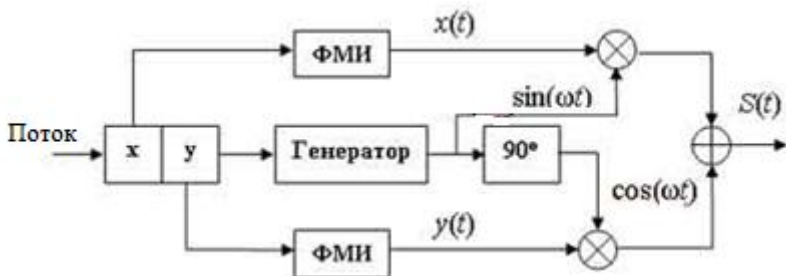 ФМИ
x(t)
sin(ωt)
S(t)
Поток
x
y
Генератор
90°
cos(ωt)
ФМИ
y(t)